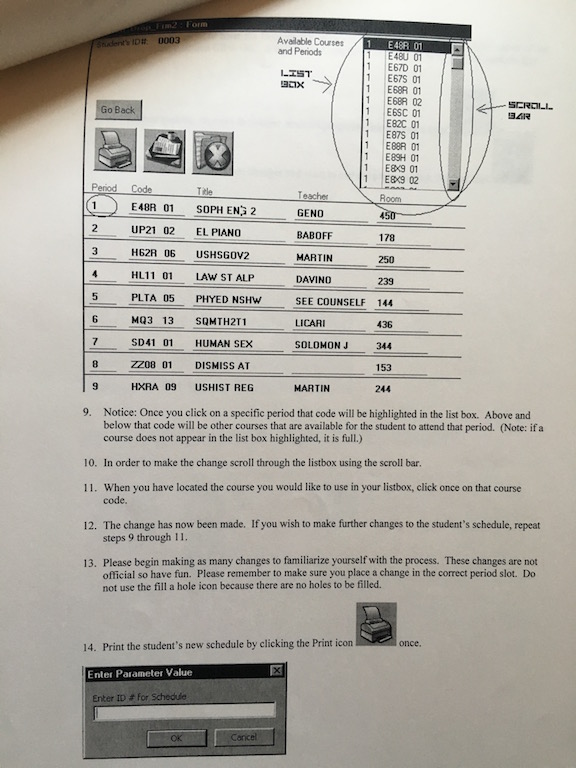 Drop_Frm2 : Form
Student's ID#: 0003
Available Courses and Periods
1 E48R 01
1 E48U 01
1 E67D 01
1 E67S 01
1 E68R 01
1 E68R 02
1 E6SC 01
1 E82C 01
1 E87S 01
1 E88R 01
1 E89H 01
1 E8X9 01
1 E8X9 02
LIST BOX
SCROLL BAR
Go Back
Period Code Title Teacher Room
1 E48R 01 SOPH ENG 2 GENO 450
2 UP21 02 EL PIANO BABOFF 178
3 H62R 06 USHSGOV2 MARTIN 250
4 HL11 01 LAW ST ALP DAVINO 239
5 PLTA 05 PHYED NSHW SEE COUNSELF 144
6 MQ3 13 SQMTH2T1 LICARI 436
7 SD41 01 HUMAN SEX SOLOMON J 344
8 ZZ08 01 DISMISS AT 153
9 HXRA 09 USHIST REG MARTIN 244
9. Notice: Once you click on a specific period that code will be highlighted in the list box. Above and
below that code will be other courses that are available for the student to attend that period. (Note: if a
course does not appear in the list box highlighted, it is full.)
10. In order to make the change scroll through the listbox using the scroll bar.
11. When you have located the course you would like to use in your listbox, click once on that course
code.
12. The change has now been made. If you wish to make further changes to the student's schedule, repeat
steps 9 through 11.
13. Please begin making as many changes to familiarize yourself with the process. These changes are not
official so have fun. Please remember to make sure you place a change in the correct period slot. Do
not use the fill a hole icon because there are no holes to be filled.
14. Print the student's new schedule by clicking the Print icon once.
Enter Parameter Value
Enter ID # for Schedule
OK Cancel